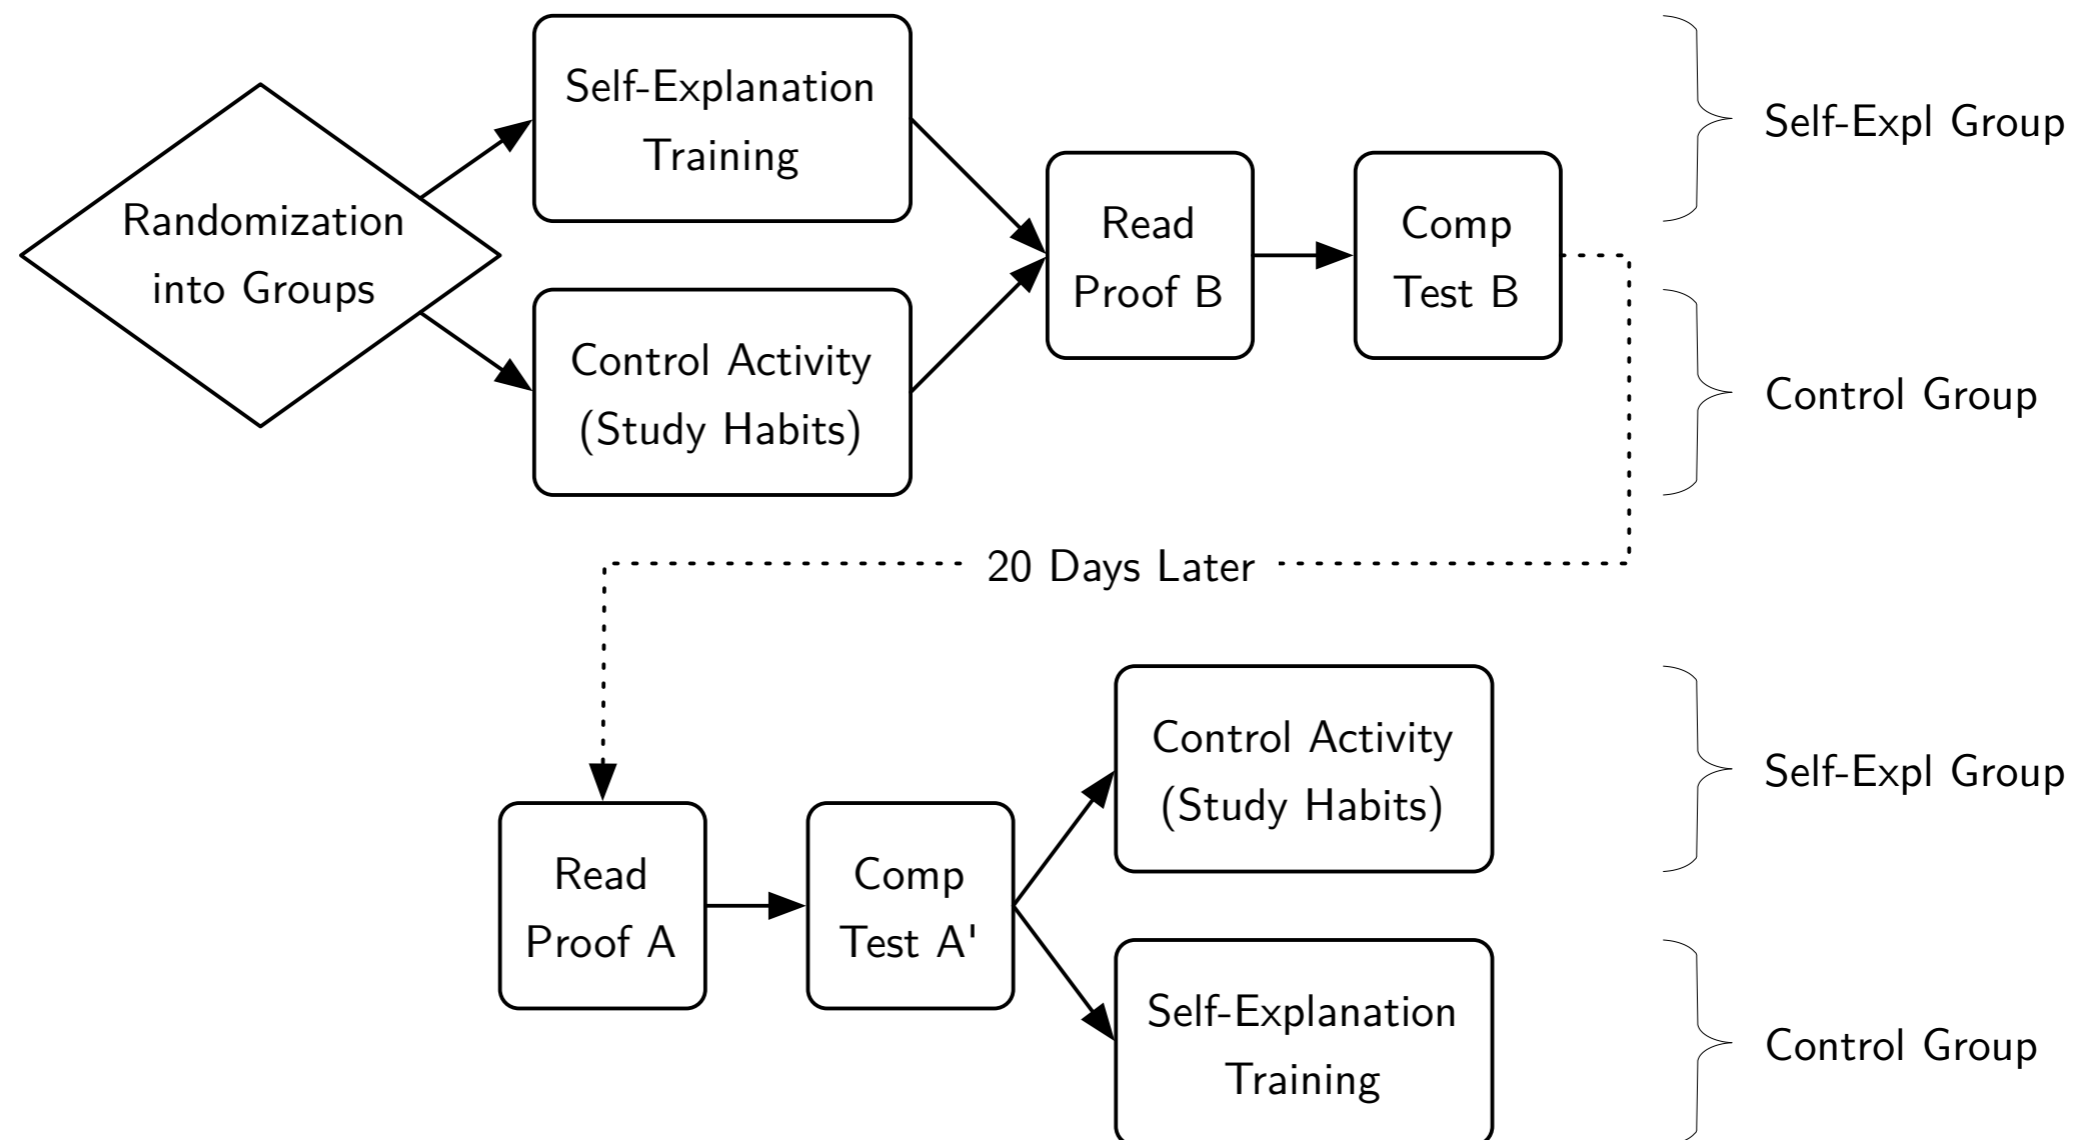 Randomization
into Groups
Self-Explanation
Training
Control Activity
(Study Habits)
Read
Proof B
Comp
Test B
Self-Expl Group
Control Group
20 Days Later
Read
Proof A
Comp
Test A'
Control Activity
(Study Habits)
Self-Explanation
Training
Self-Expl Group
Control Group